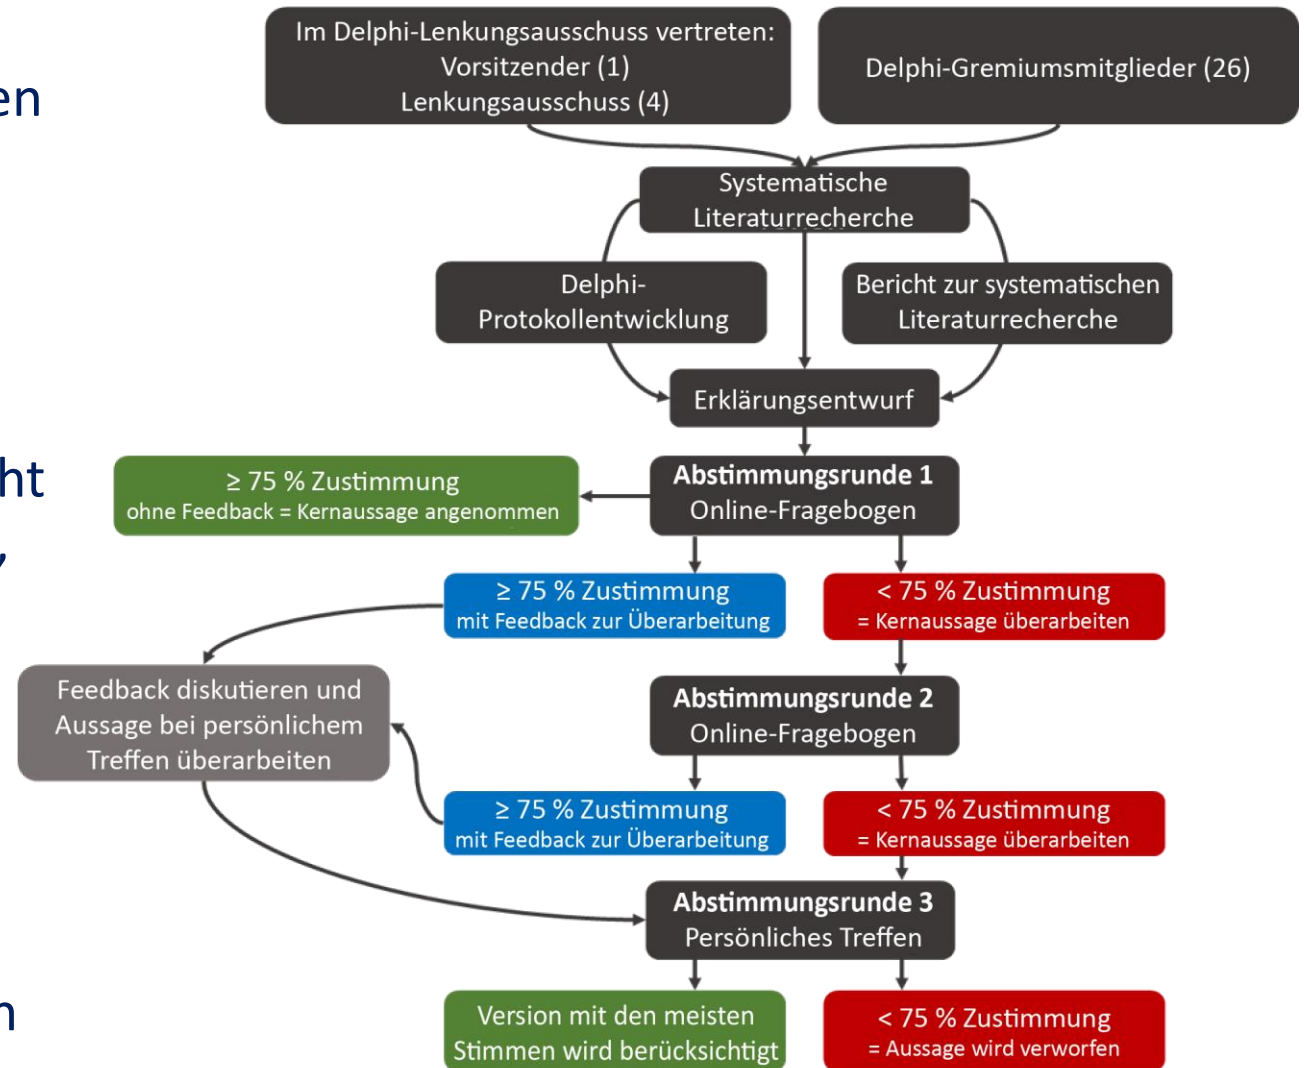 en
ht
,
n
Im Delphi-Lenkungsausschuss vertreten:
Vorsitzender (1)
Lenkungsausschuss (4)
Delphi-Gremiumsmitglieder (26)
Systematische
Literaturrecherche
Delphi-
Protokollentwicklung
Bericht zur systematischen
Literaturrecherche
Erklärungsentwurf
Abstimmungsrunde 1
Online-Fragebogen
≥ 75 % Zustimmung
ohne Feedback = Kernaussage angenommen
≥ 75 % Zustimmung
mit Feedback zur Überarbeitung
< 75 % Zustimmung
= Kernaussage überarbeiten
Feedback diskutieren und
Aussage bei persönlichem
Treffen überarbeiten
Abstimmungsrunde 2
Online-Fragebogen
≥ 75 % Zustimmung
mit Feedback zur Überarbeitung
< 75 % Zustimmung
= Kernaussage überarbeiten
Abstimmungsrunde 3
Persönliches Treffen
Version mit den meisten
Stimmen wird berücksichtigt
< 75 % Zustimmung
= Aussage wird verworfen